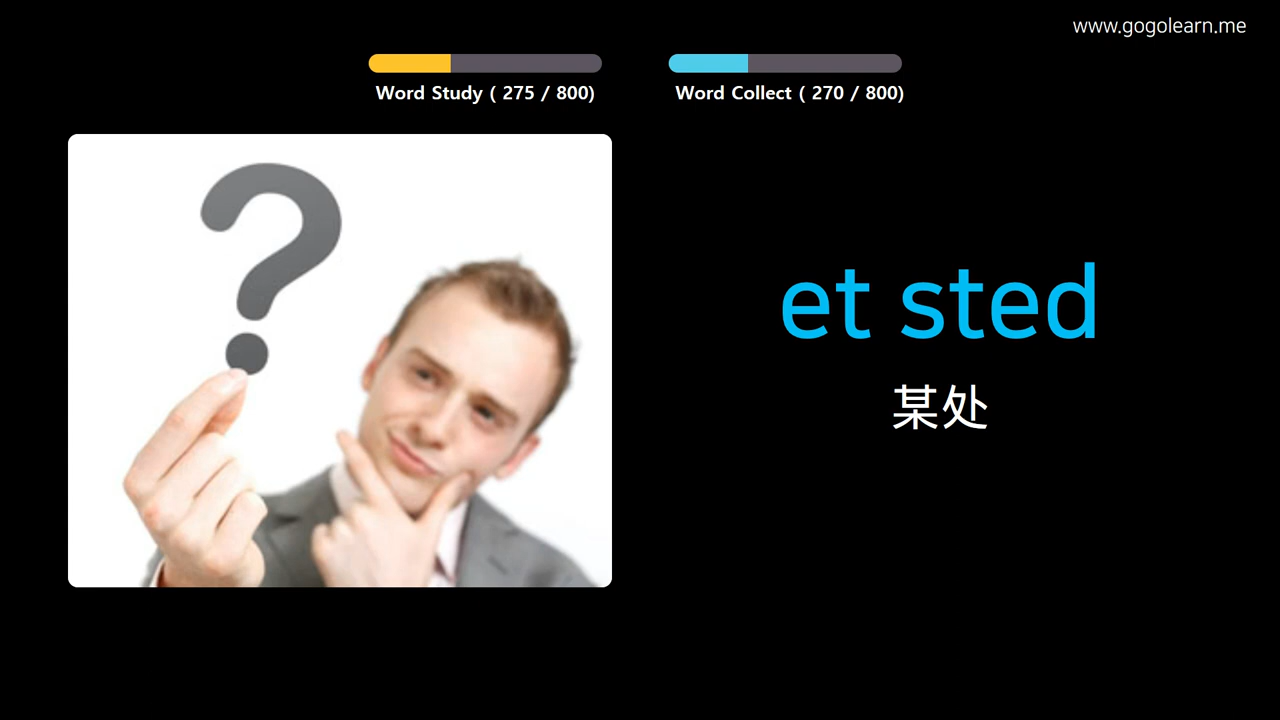 www.gogolearn.me
Word Study ( 275 / 800)
Word Collect ( 270 / 800)
et sted
某处